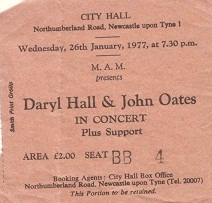 CITY HALL
Northumberland Road, Newcastle upon Tyne 1
Wednesday, 26th January, 1977, at 7.30 p.m.
M. A. M.
presents
Daryl Hall & John Oates
IN CONCERT
Plus Support
AREA £2.00 SEAT BB 4
Booking Agents: City Hall Box Office
Northumberland Road, Newcastle upon Tyne (Tel. 20007)
This Portion to be retained.